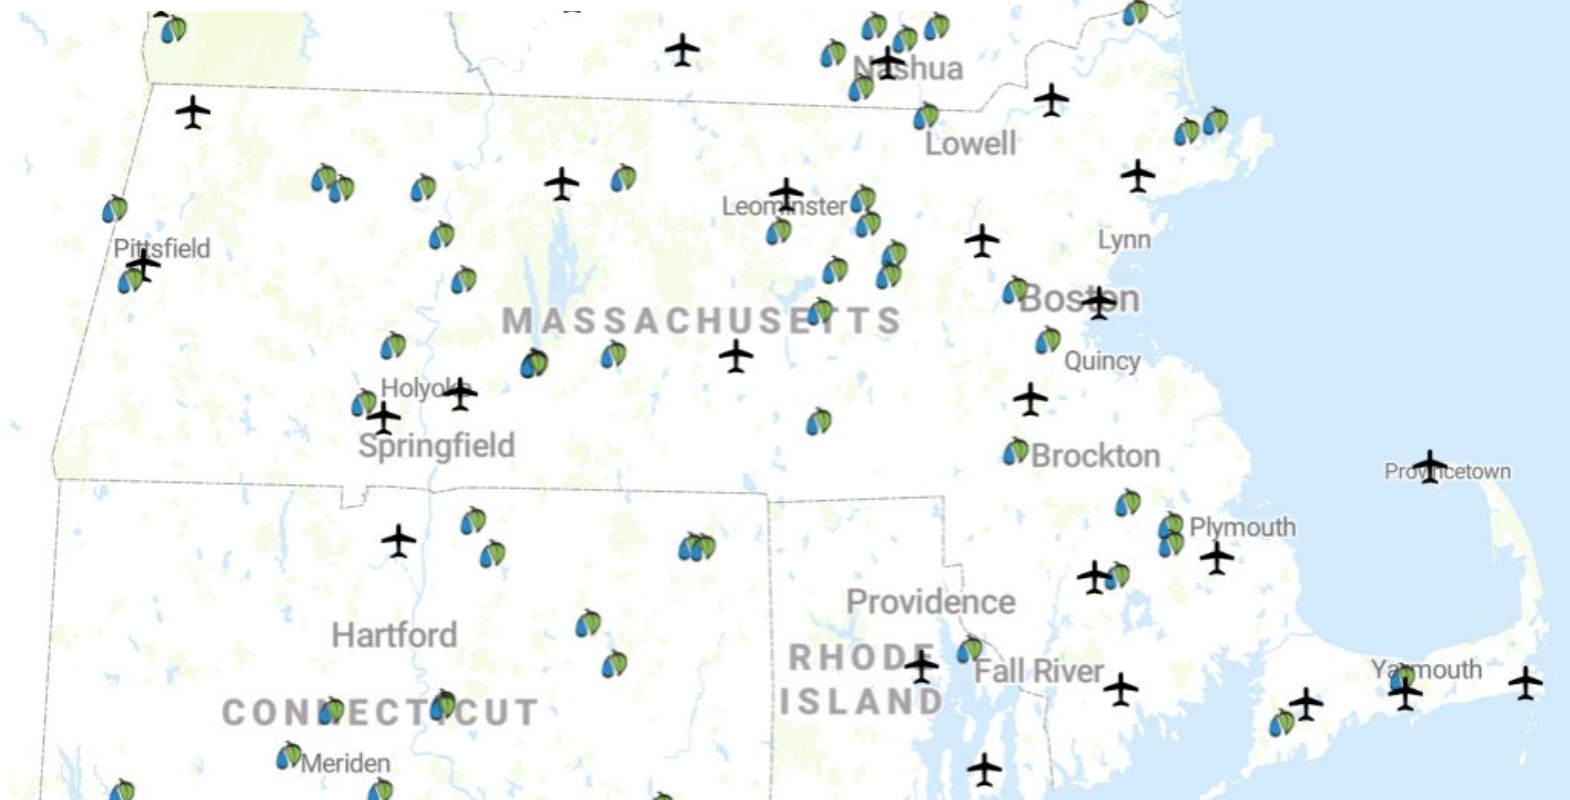 Nashua
Lowell
Leominster
Pittsfield
Lynn
Boston
MASSACHUSETTS
Quincy
Holyoke
Springfield
Brockton
Provincetown
Plymouth
Providence
Hartford
RHODE
ISLAND
Fall River
Yarmouth
CONNECTICUT
Meriden